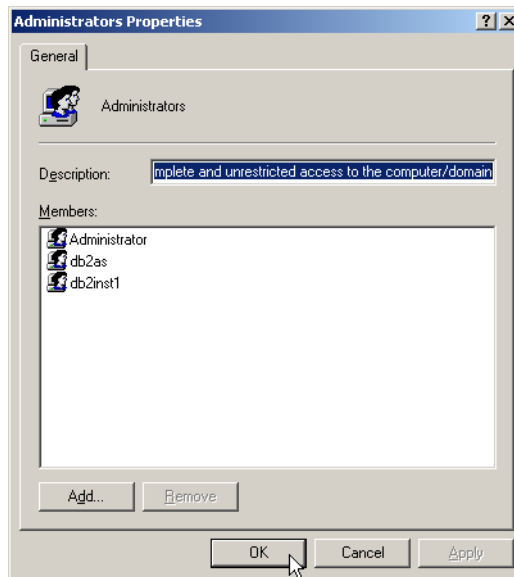 Administrators Properties
? X
General
Administrators
Description: mplete and unrestricted access to the computer/domain
Members:
Administrator
db2as
db2inst1
Add... Remove
OK Cancel Apply